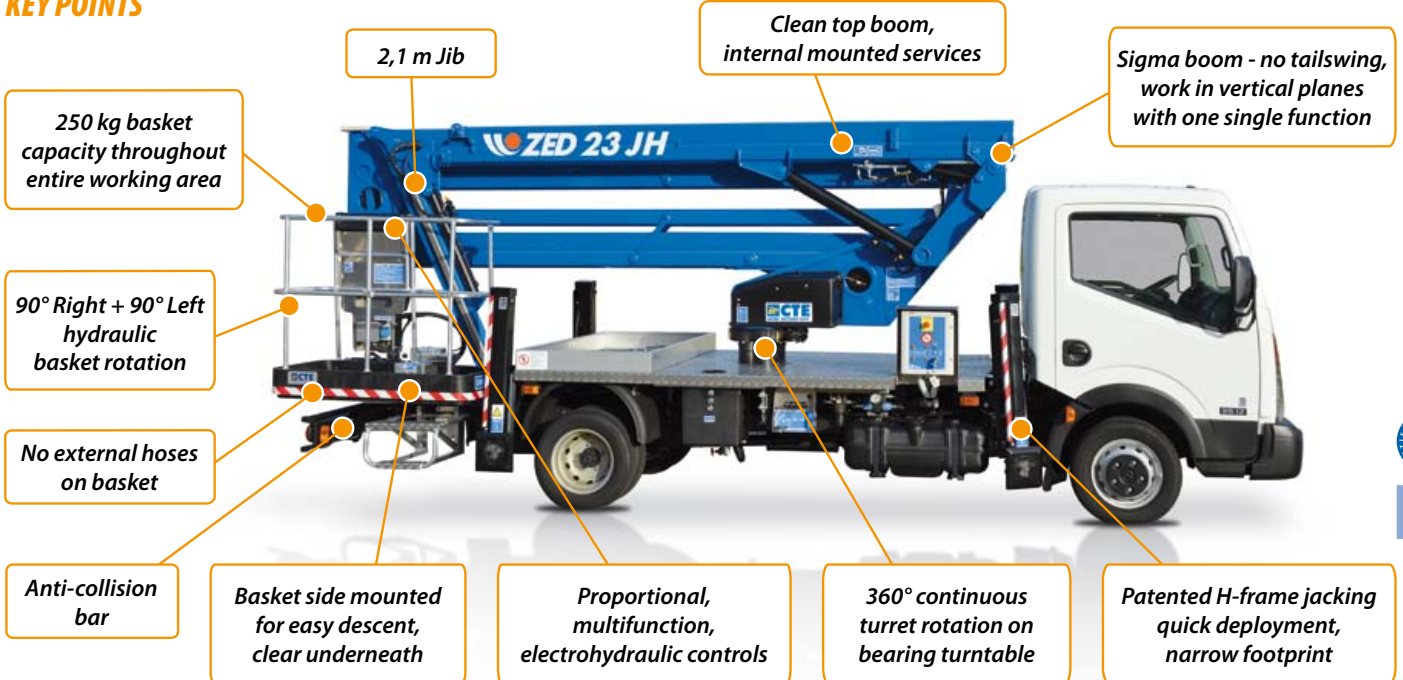 KEY POINTS
2,1 m Jib
Clean top boom,
internal mounted services
Sigma boom - no tailswing,
work in vertical planes
with one single function
250 kg basket
capacity throughout
entire working area
ZED 23 JH
90° Right + 90° Left
hydraulic
basket rotation
CTE
CTE
No external hoses
on basket
Anti-collision
bar
Basket side mounted
for easy descent,
clear underneath
Proportional,
multifunction,
electrohydraulic controls
360° continuous
turret rotation on
bearing turntable
Patented H-frame jacking
quick deployment,
narrow footprint